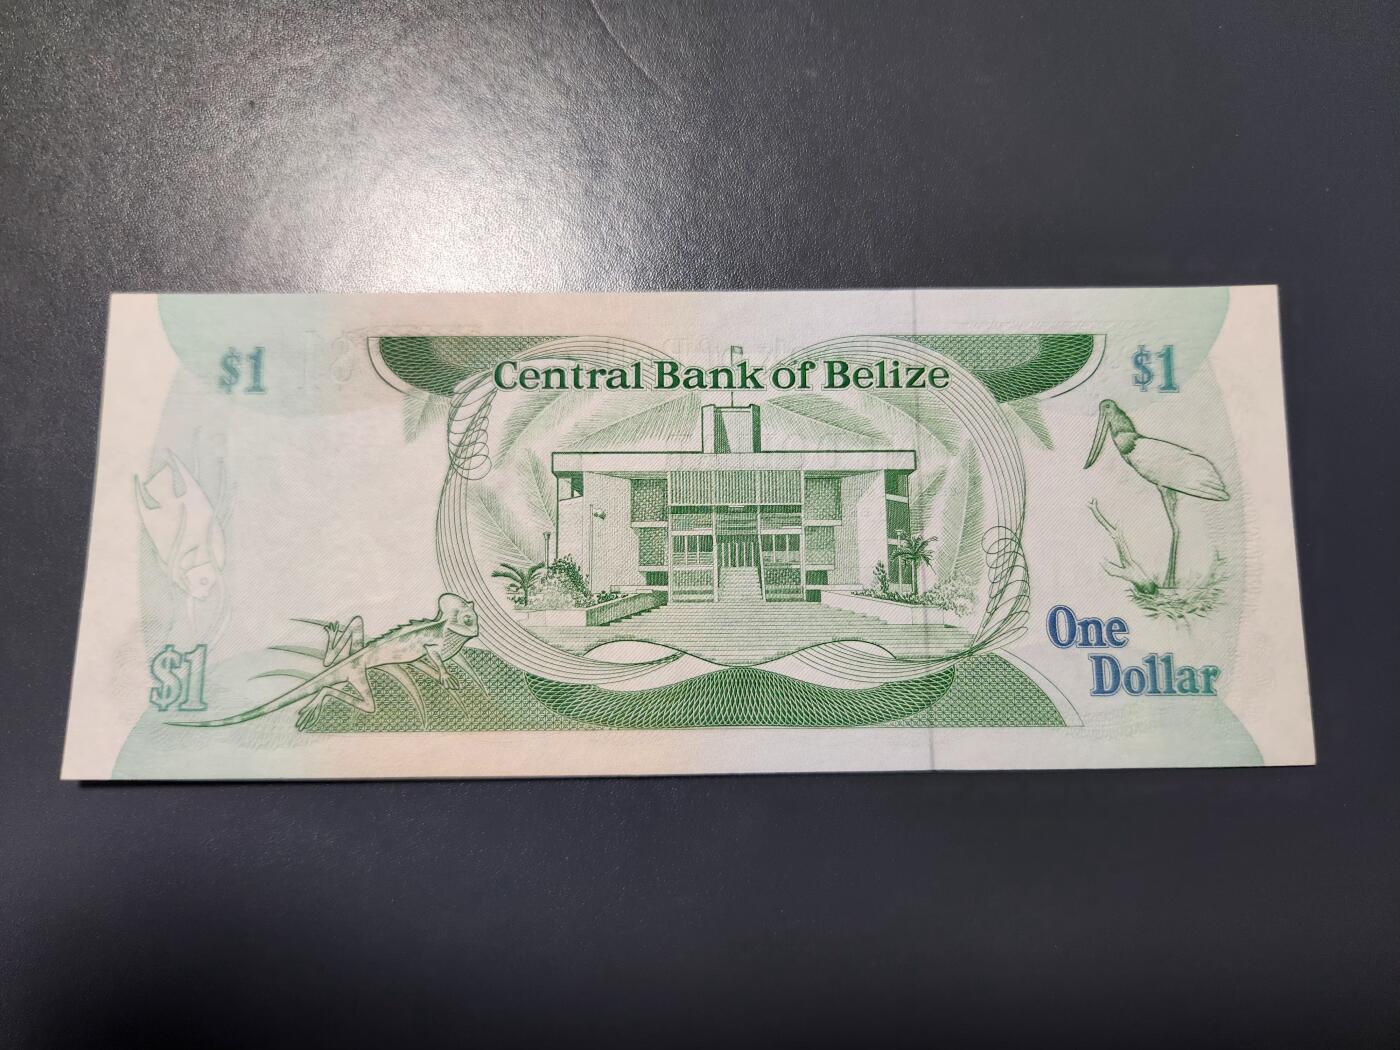 $1
Central Bank of Belize
$1
One
Dollar
$1